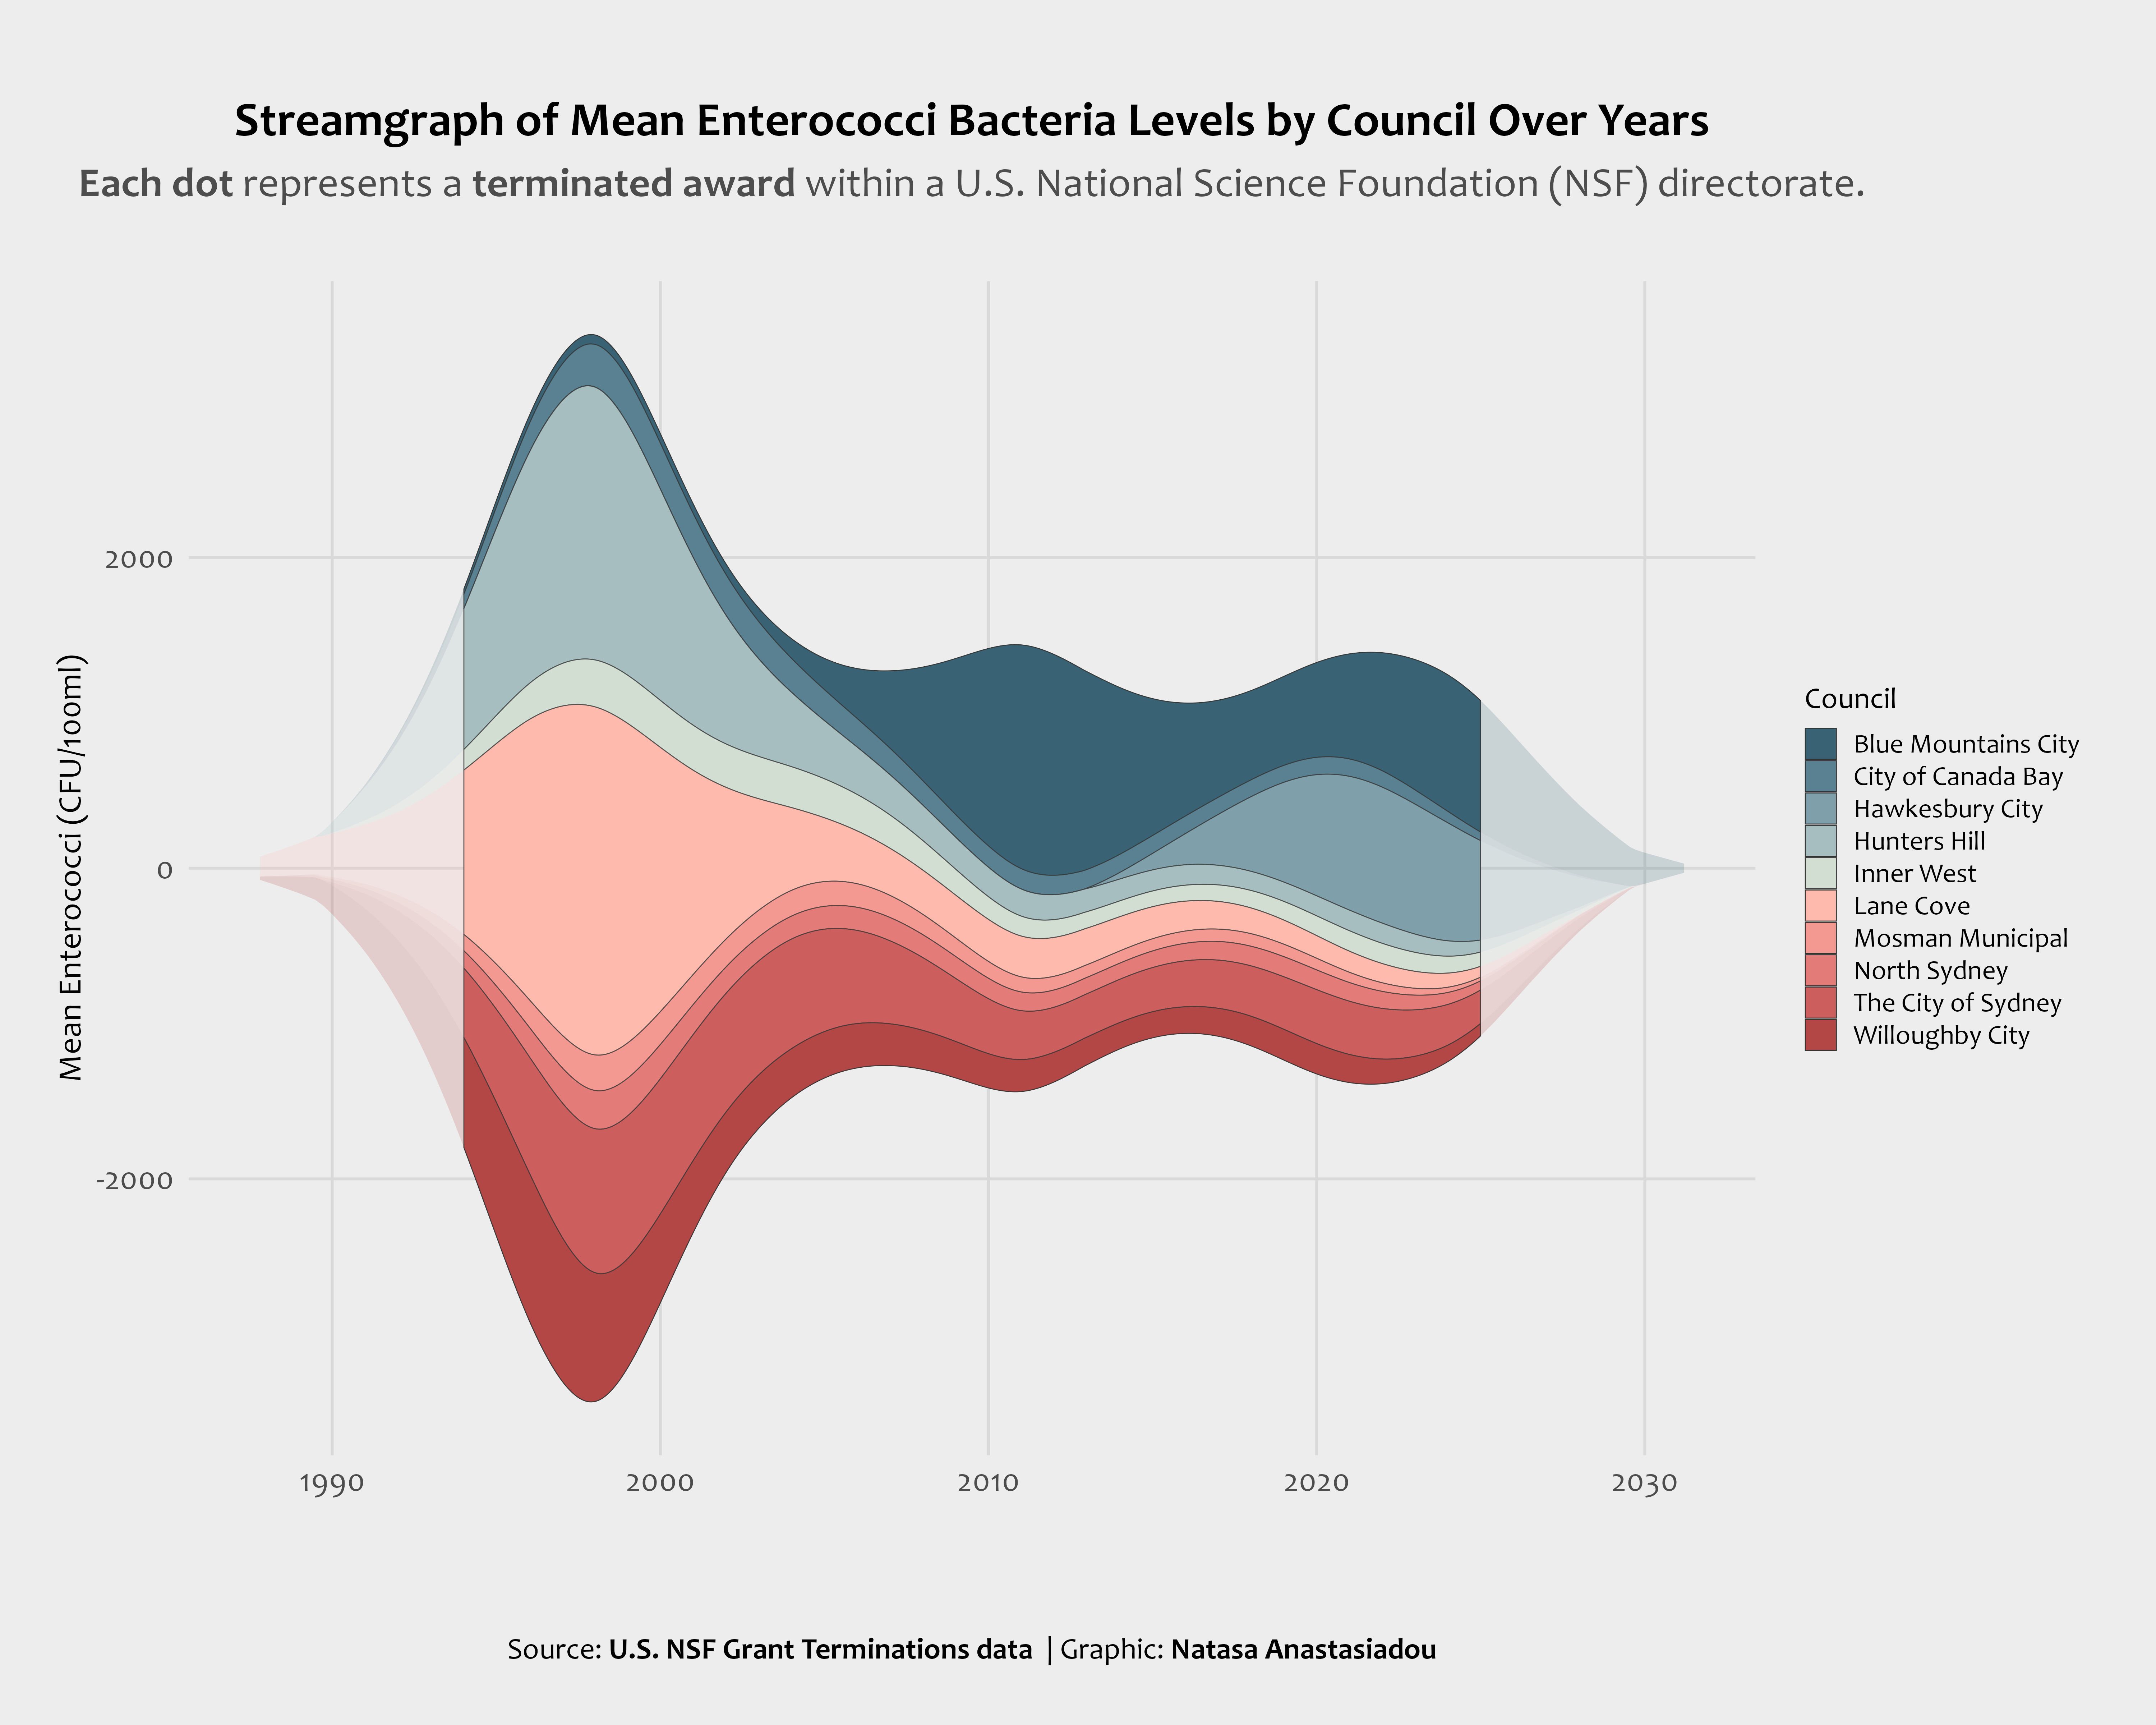 Streamgraph of Mean Enterococci Bacteria Levels by Council Over Years
Each dot represents a terminated award within a U.S. National Science Foundation (NSF) directorate.
Mean Enterococci (CFU/100ml)
2000
0
-2000
1990 2000 2010 2020 2030
Council
Blue Mountains City
City of Canada Bay
Hawkesbury City
Hunters Hill
Inner West
Lane Cove
Mosman Municipal
North Sydney
The City of Sydney
Willoughby City
Source: U.S. NSF Grant Terminations data | Graphic: Natasa Anastasiadou